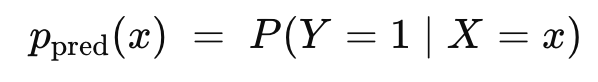 p_pred(x) = P(Y = 1 | X = x)